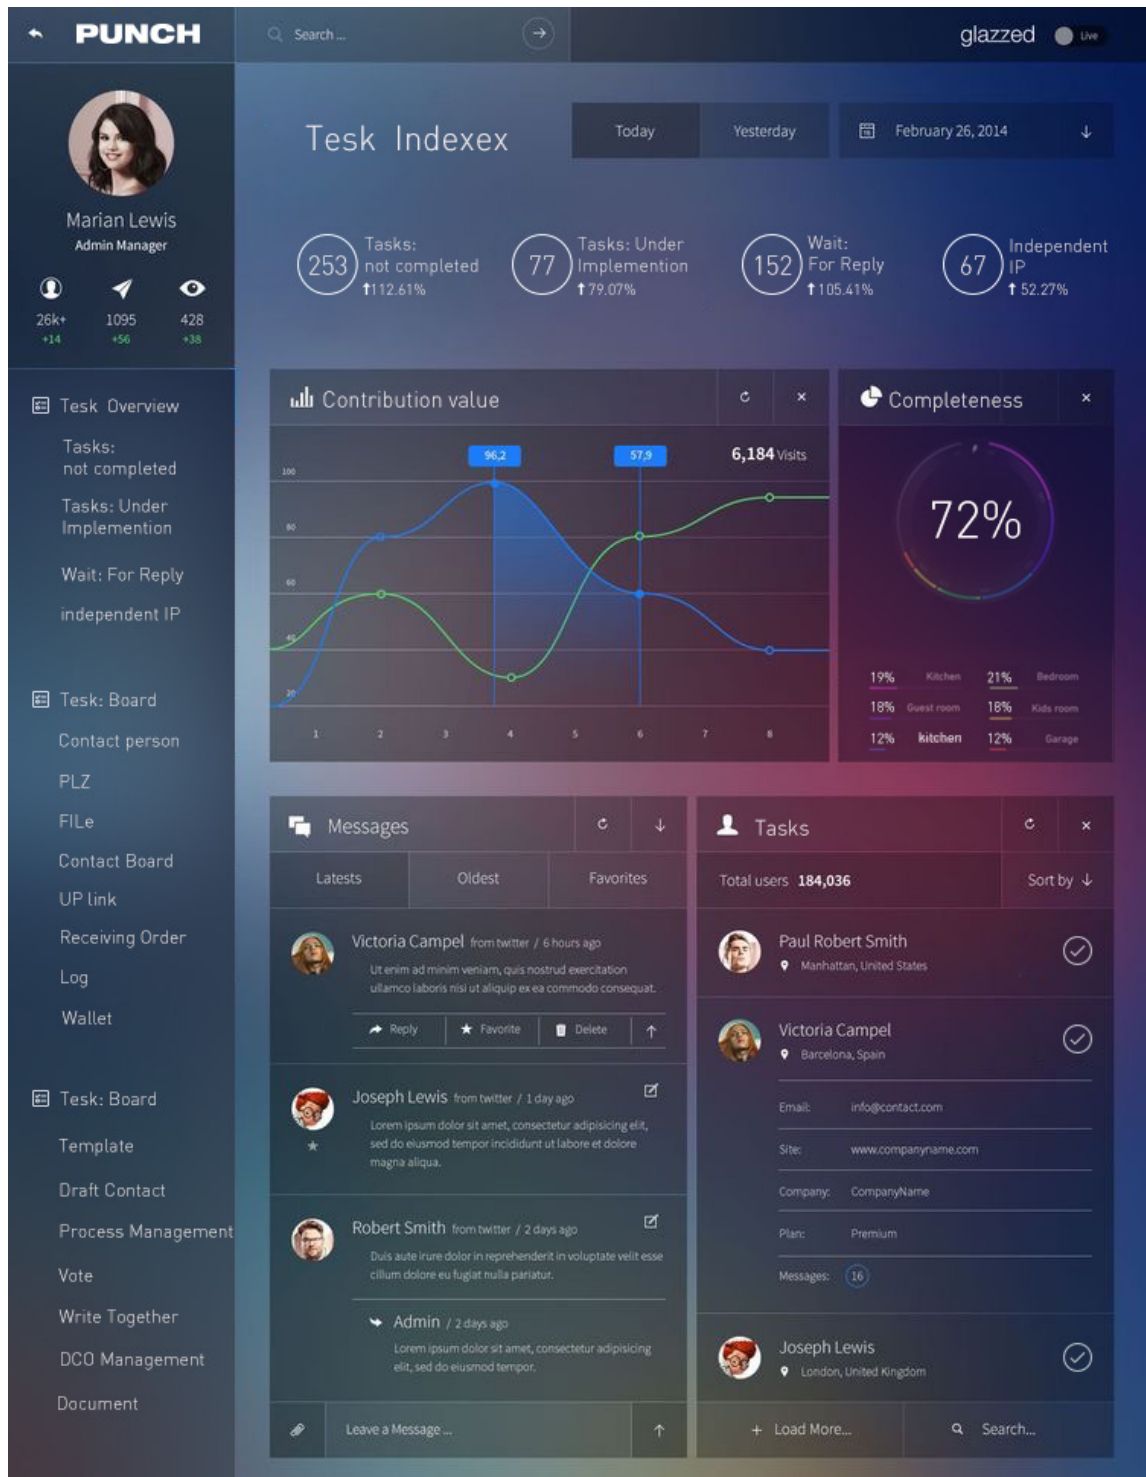 PUNCH
Search ...
glazzed
Live
Marian Lewis
Admin Manager
26k+ 1095 428
+14 +56 +38
Tesk Overview
Tasks:
not completed
Tasks: Under
Implemention
Wait: For Reply
independent IP
Tesk: Board
Contact person
PLZ
FILe
Contact Board
UP link
Receiving Order
Log
Wallet
Tesk: Board
Template
Draft Contact
Process Management
Vote
Write Together
DCO Management
Document
Tesk Indexex
Today
Yesterday
February 26, 2014
253
Tasks:
not completed
112.61%
77
Tasks: Under
Implemention
79.07%
152
Wait:
For Reply
105.41%
67
Independent
IP
52.27%
Contribution value
96,2
57,9
6,184 Visits
100
80
60
40
20
1 2 3 4 5 6 7 8
Completeness
72%
19% Kitchen 21% Bedroom
18% Guest room 18% Kids room
12% kitchen 12% Garage
Messages
Latests Oldest Favorites
Victoria Campel from twitter / 6 hours ago
Ut enim ad minim veniam, quis nostrud exercitation
ullamco laboris nisi ut aliquip ex ea commodo consequat.
Reply Favorite Delete
Joseph Lewis from twitter / 1 day ago
Lorem ipsum dolor sit amet, consectetur adipisicing elit,
sed do eiusmod tempor incididunt ut labore et dolore
magna aliqua.
Robert Smith from twitter / 2 days ago
Duis aute irure dolor in reprehenderit in voluptate velit esse
cillum dolore eu fugiat nulla pariatur.
Admin / 2 days ago
Lorem ipsum dolor sit amet, consectetur adipisicing
elit, sed do eiusmod tempor.
Leave a Message ...
Tasks
Total users 184,036
Sort by
Paul Robert Smith
Manhattan, United States
Victoria Campel
Barcelona, Spain
Email: info@contact.com
Site: www.companyname.com
Company: CompanyName
Plan: Premium
Messages: 16
Joseph Lewis
London, United Kingdom
+ Load More...
Search...